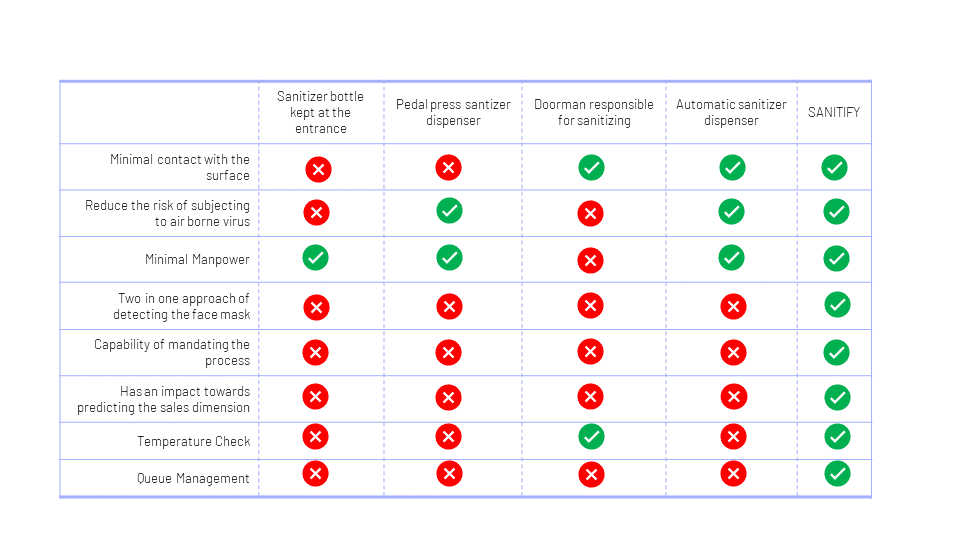 Sanitizer bottle
kept at the
entrance
Pedal press santizer
dispenser
Doorman responsible
for sanitizing
Automatic sanitizer
dispenser
SANITIFY
Minimal contact with the
surface
Reduce the risk of subjecting
to air borne virus
Minimal Manpower
Two in one approach of
detecting the face mask
Capability of mandating the
process
Has an impact towards
predicting the sales dimension
Temperature Check
Queue Management